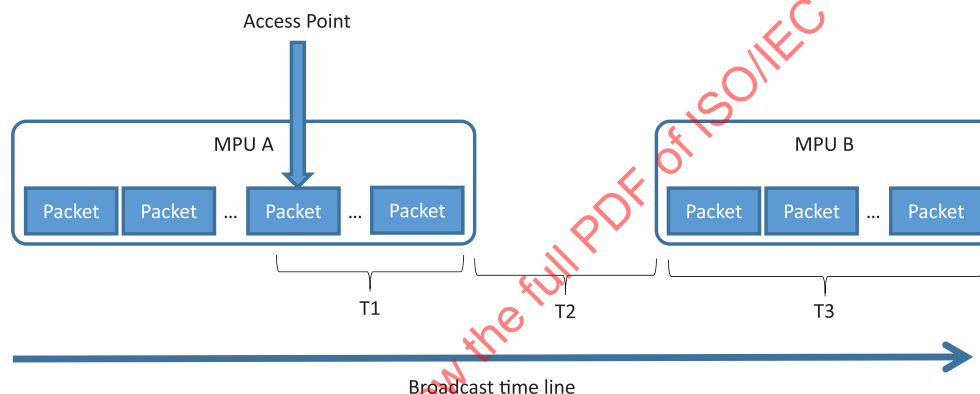 Access Point
MPU A
MPU B
Packet Packet ... Packet ... Packet
Packet Packet ... Packet
T1
T2
T3
Broadcast time line
the full PDF of ISO/IEC